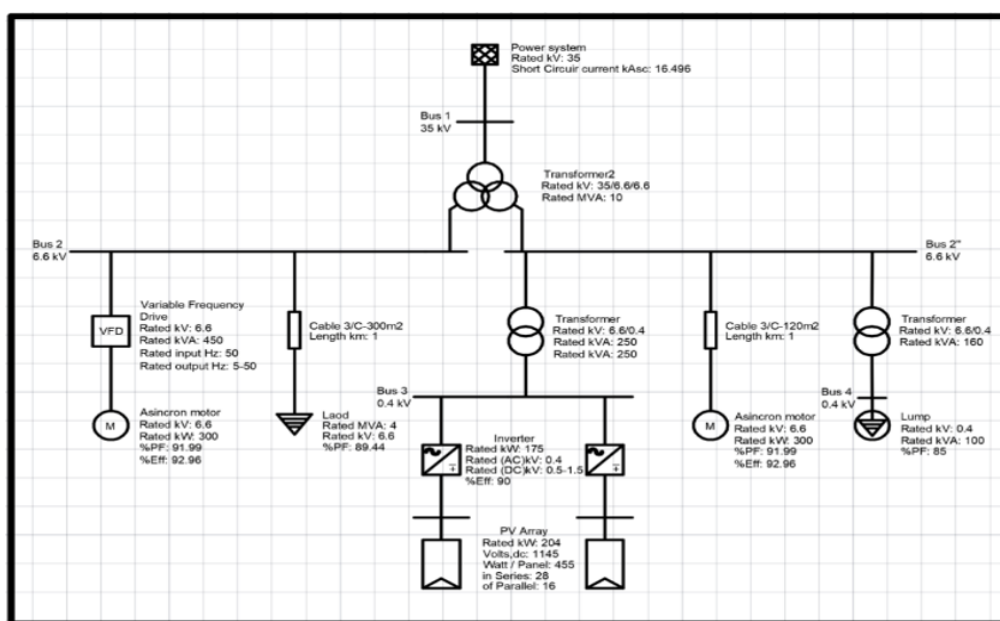 Power system
Rated kV: 35
Short Circuir current kAsc: 16.496
Bus 1
35 kV
Transformer2
Rated kV: 35/6.6/6.6
Rated MVA: 10
Bus 2
6.6 kV
Bus 2"
6.6 kV
Variable Frequency
Drive
Rated kV: 6.6
Rated kVA: 450
Rated input Hz: 50
Rated output Hz: 5-50
VFD
Cable 3/C-300m2
Length km: 1
Transformer
Rated kV: 6.6/0.4
Rated kVA: 250
Rated kVA: 250
Cable 3/C-120m2
Length km: 1
Transformer
Rated kV: 6.6/0.4
Rated kVA: 160
Bus 3
0.4 kV
Bus 4
0.4 kV
M
Asincron motor
Rated kV: 6.6
Rated kW: 300
%PF: 91.99
%Eff: 92.96
Laod
Rated MVA: 4
Rated kV: 6.6
%PF: 89.44
Inverter
Rated kW: 175
Rated (AC)kV: 0.4
Rated (DC)kV: 0.5-1.5
%Eff: 90
M
Asincron motor
Rated kV: 6.6
Rated kW: 300
%PF: 91.99
%Eff: 92.96
Lump
Rated kV: 0.4
Rated kVA: 100
%PF: 85
PV Array
Rated kW: 204
Volts,dc: 1145
Watt / Panel: 455
in Series: 28
of Parallel: 16